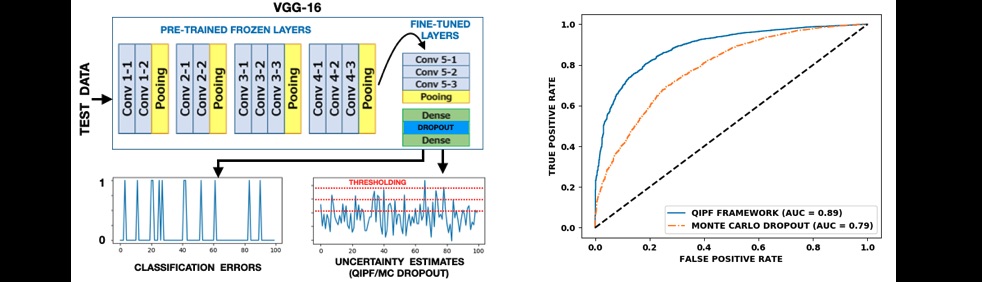 VGG-16
PRE-TRAINED FROZEN LAYERS
FINE-TUNED
LAYERS
TEST DATA
Conv 1-1
Conv 1-2
Pooing
Conv 2-1
Conv 2-2
Pooing
Conv 3-1
Conv 3-2
Conv 3-3
Pooing
Conv 4-1
Conv 4-2
Conv 4-3
Pooing
Conv 5-1
Conv 5-2
Conv 5-3
Pooing
Dense
DROPOUT
Dense
1
0
0 20 40 60 80 100
CLASSIFICATION ERRORS
THRESHOLDING
0 20 40 60 80 100
UNCERTAINTY ESTIMATES
(QIPF/MC DROPOUT)
TRUE POSITIVE RATE
1.0
0.8
0.6
0.4
0.2
0.0
QIPF FRAMEWORK (AUC = 0.89)
MONTE CARLO DROPOUT (AUC = 0.79)
0.0 0.2 0.4 0.6 0.8 1.0
FALSE POSITIVE RATE